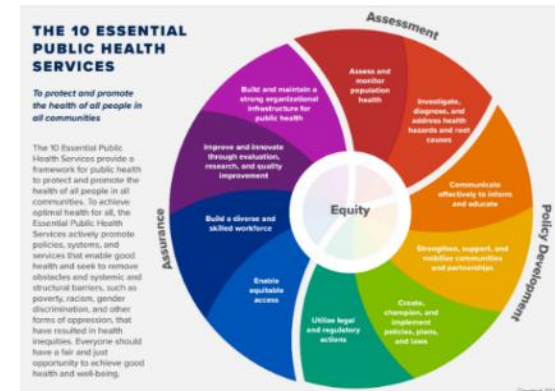 THE 10 ESSENTIAL
PUBLIC HEALTH
SERVICES
To protect and promote
the health of all people in
all communities
The 10 Essential Public
Health Services provide a
framework for public health
to protect and promote the
health of all people in all
communities. To achieve
optimal health for all, the
Essential Public Health
Services actively promote
policies, systems, and
services that enable good
health and seek to remove
obstacles and systemic and
structural barriers, such as
poverty, racism, gender
discrimination, and other
forms of oppression, that
have resulted in health
inequities. Everyone should
have a fair and just
opportunity to achieve good
health and well-being.
Assessment
Assess and
monitor
population
health
Investigate,
diagnose, and
address health
hazards and root
causes
Policy Development
Communicate
effectively to inform
and educate
Strengthen, support, and
mobilize communities
and partnerships
Create,
champion, and
implement
policies, plans,
and laws
Utilize legal
and regulatory
actions
Assurance
Enable
equitable
access
Build a diverse and
skilled workforce
Improve and innovate
through evaluation,
research, and quality
improvement
Build and maintain a
strong organizational
infrastructure for
public health
Equity
Created